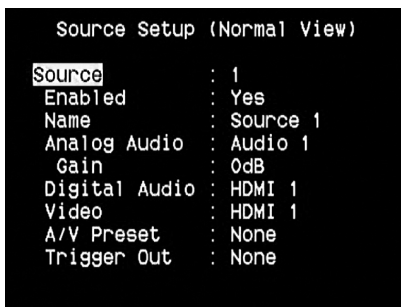 Source Setup (Normal View)
Source : 1
Enabled : Yes
Name : Source 1
Analog Audio : Audio 1
Gain : 0dB
Digital Audio : HDMI 1
Video : HDMI 1
A/V Preset : None
Trigger Out : None